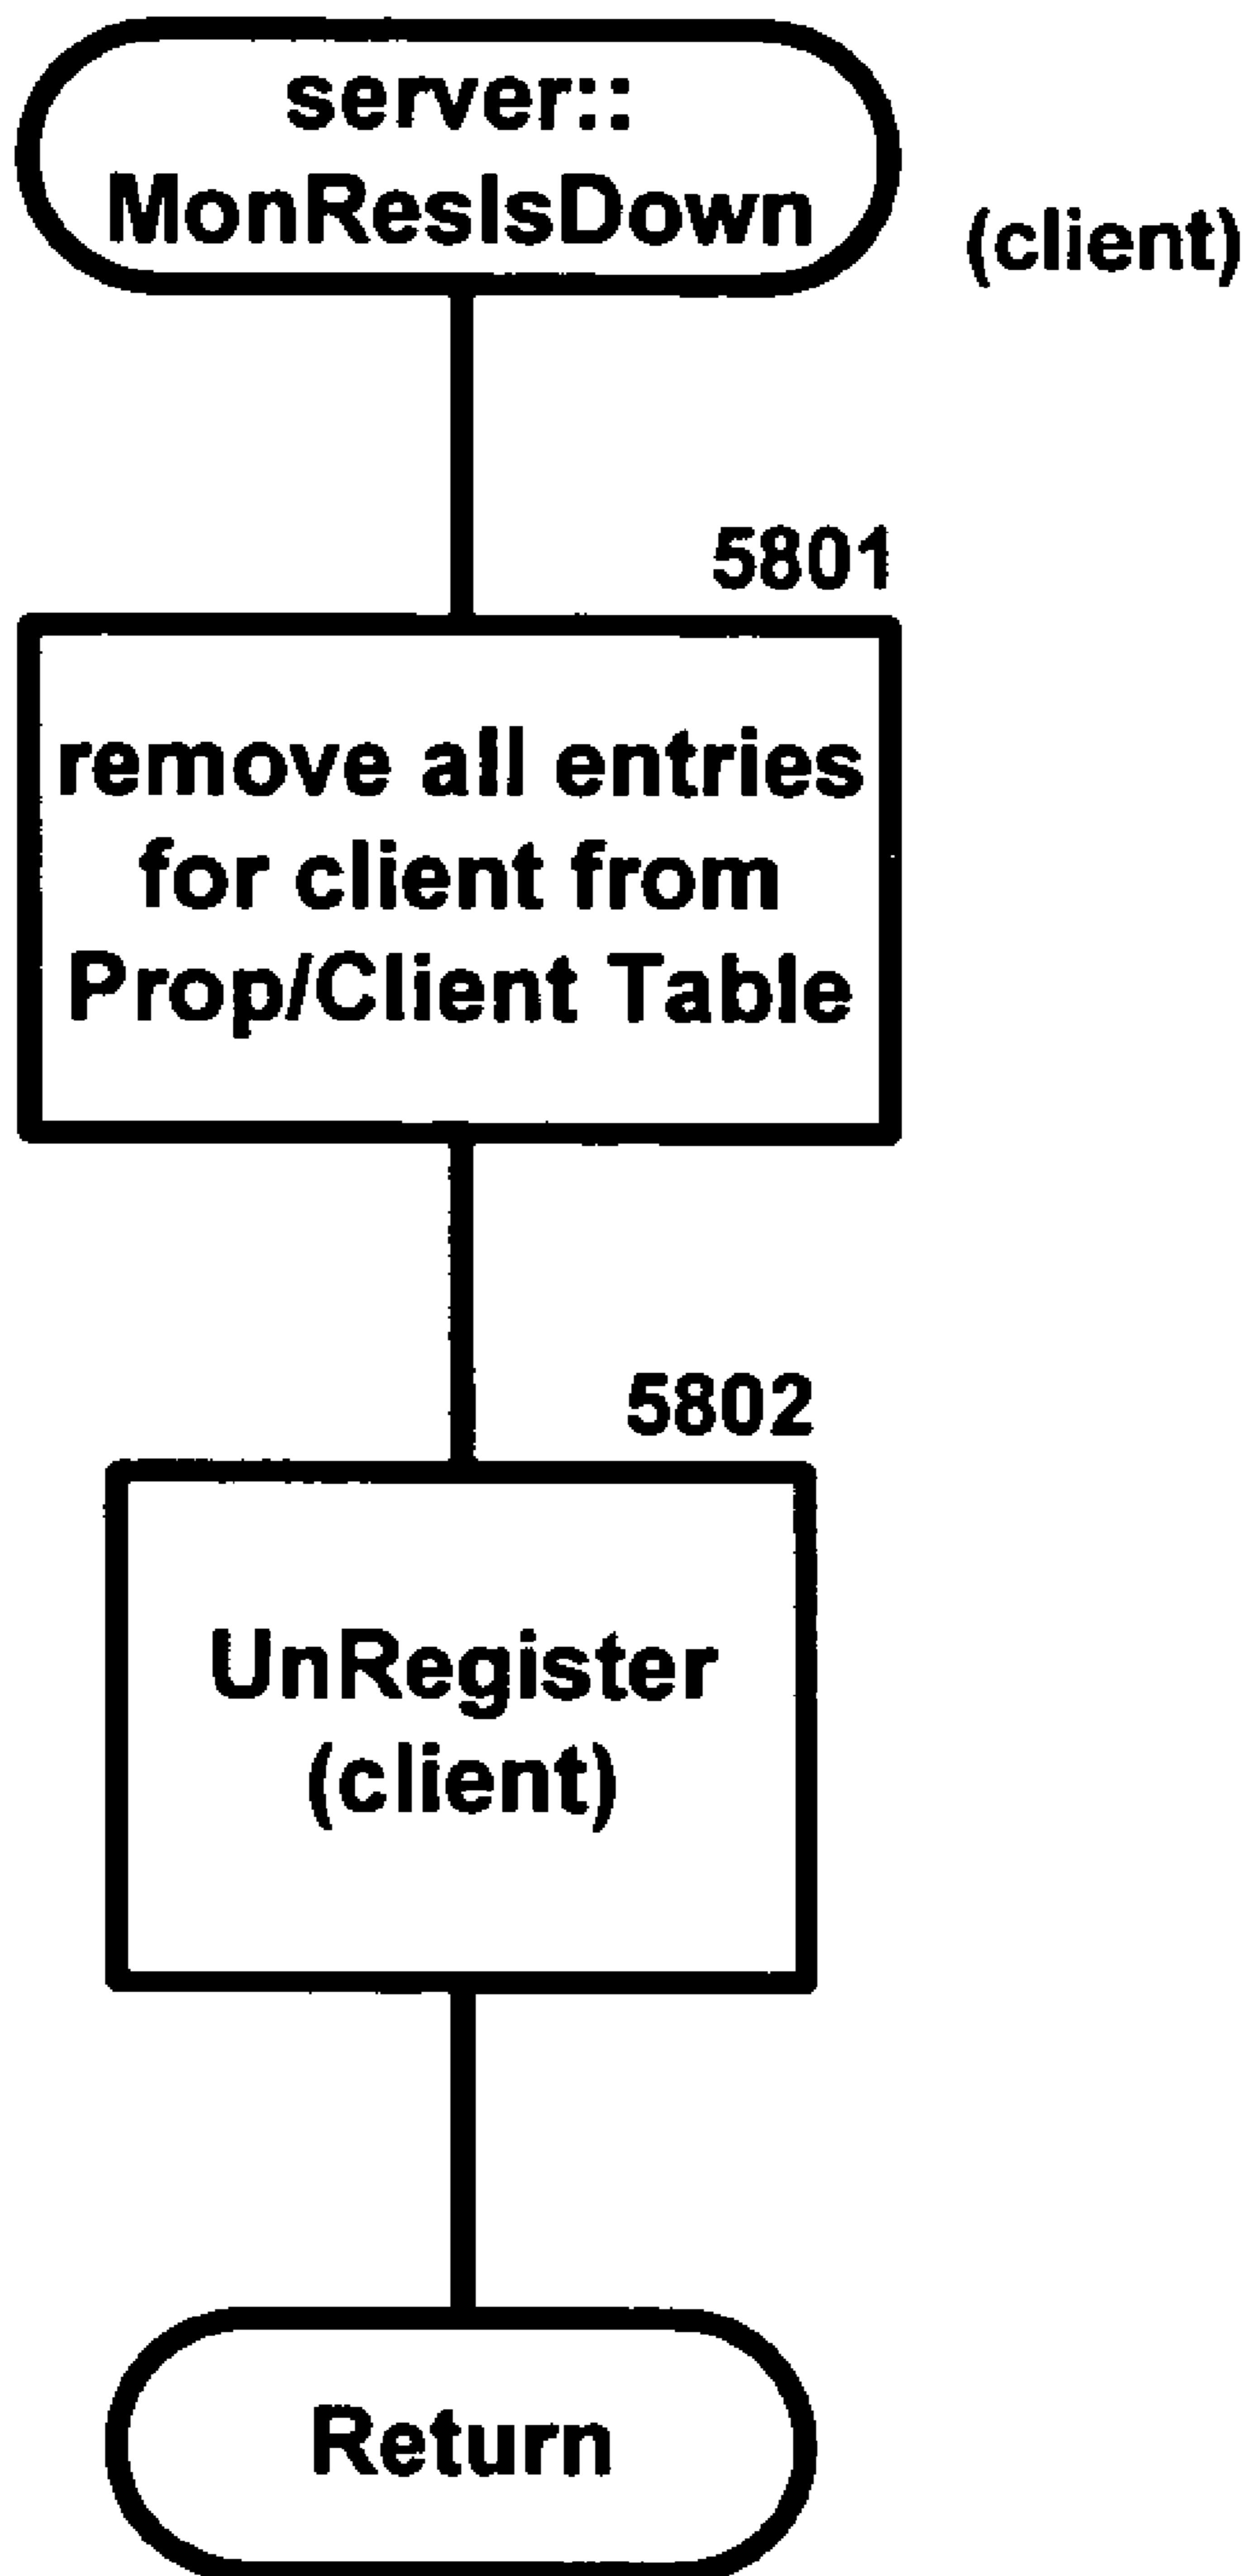 server::
MonResIsDown
(client)
5801
remove all entries
for client from
Prop/Client Table
5802
UnRegister
(client)
Return